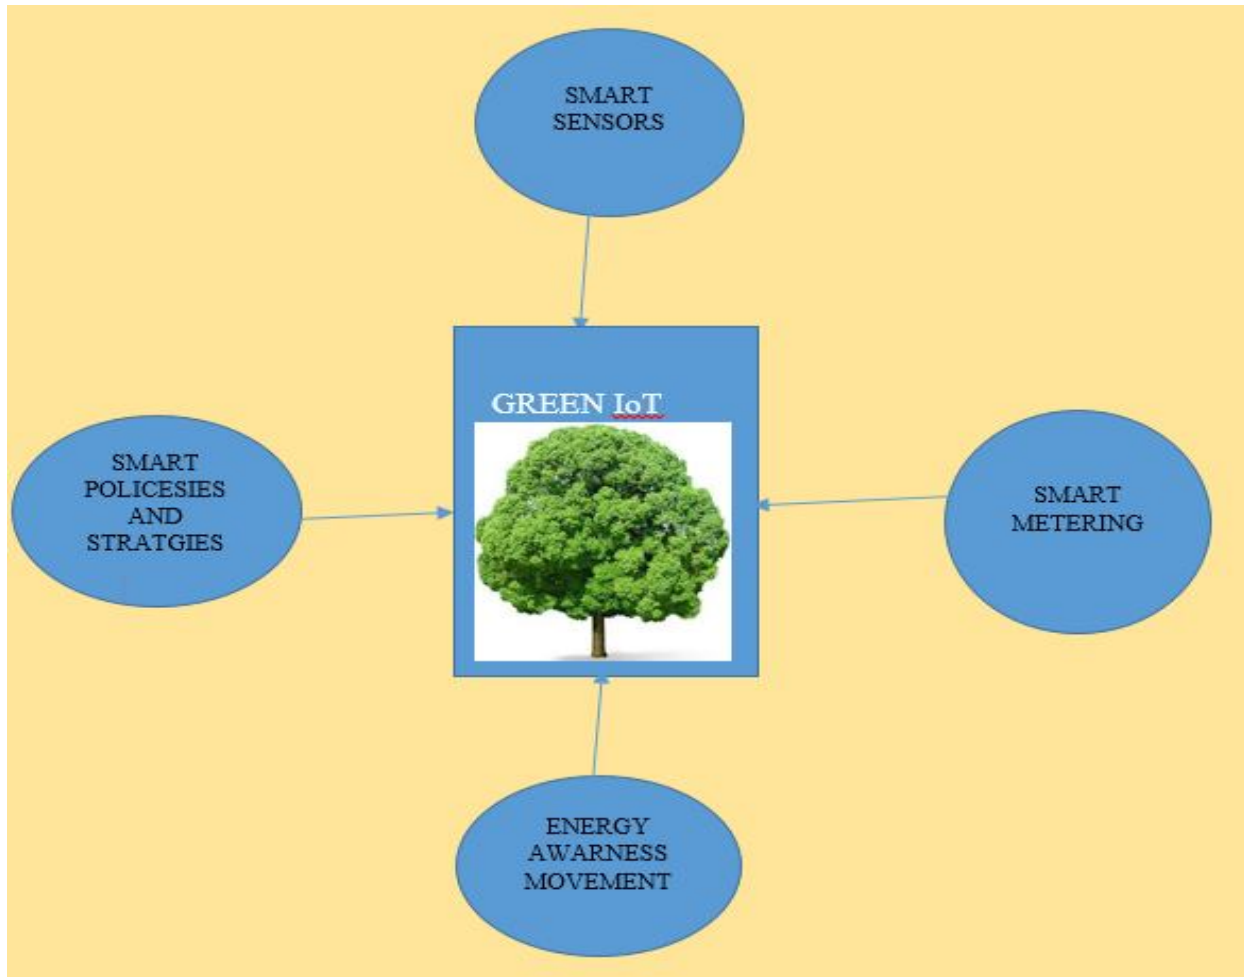 SMART
SENSORS
GREEN IoT
SMART
POLICESIES
AND
STRATGIES
SMART
METERING
ENERGY
AWARNESS
MOVEMENT